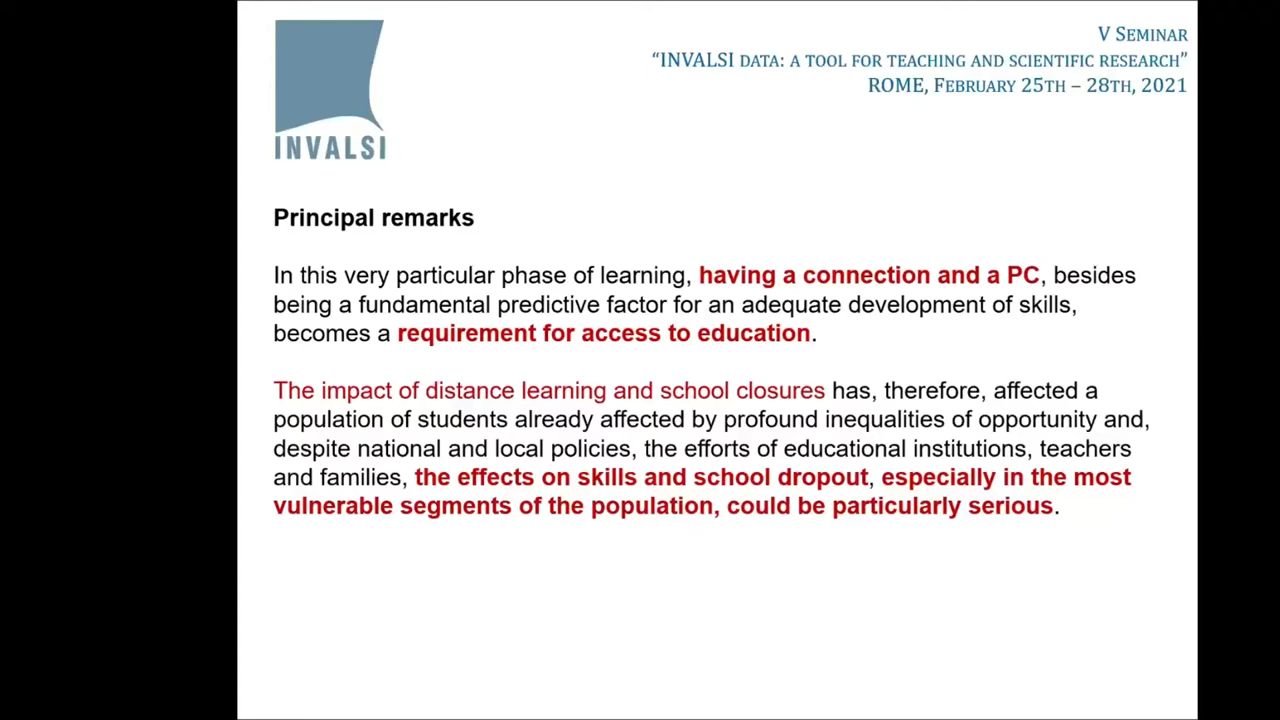 INVALSI
V SEMINAR
“INVALSI DATA: A TOOL FOR TEACHING AND SCIENTIFIC RESEARCH”
ROME, FEBRUARY 25TH – 28TH, 2021
Principal remarks
In this very particular phase of learning, having a connection and a PC, besides
being a fundamental predictive factor for an adequate development of skills,
becomes a requirement for access to education.
The impact of distance learning and school closures has, therefore, affected a
population of students already affected by profound inequalities of opportunity and,
despite national and local policies, the efforts of educational institutions, teachers
and families, the effects on skills and school dropout, especially in the most
vulnerable segments of the population, could be particularly serious.